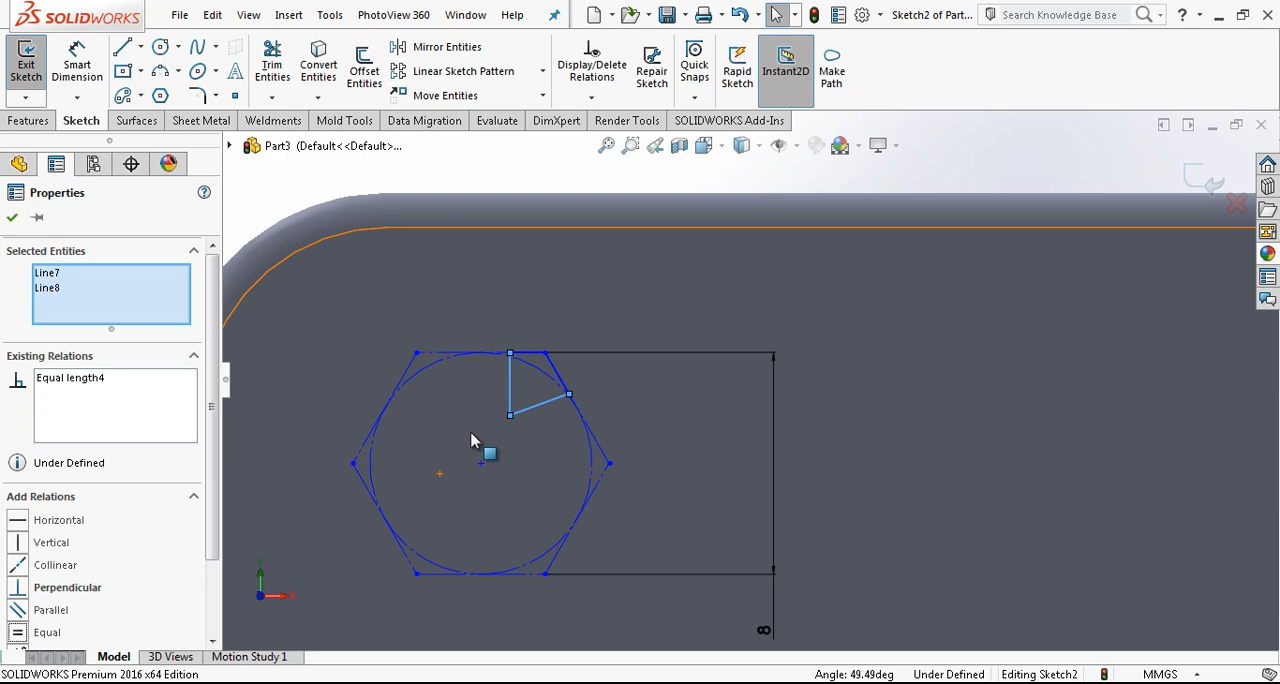 SOLIDWORKS File Edit View Insert Tools PhotoView 360 Window Help Sketch2 of Part... Search Knowledge Base ?
Exit Sketch
Smart Dimension
Trim Entities
Convert Entities
Offset Entities
Mirror Entities
Linear Sketch Pattern
Move Entities
Display/Delete Relations
Repair Sketch
Quick Snaps
Rapid Sketch
Instant2D
Make Path
Features Sketch Surfaces Sheet Metal Weldments Mold Tools Data Migration Evaluate DimXpert Render Tools SOLIDWORKS Add-Ins
Part3 (Default<<Default>...
Properties ?
Selected Entities
Line7
Line8
Existing Relations
Equal length4
Under Defined
Add Relations
Horizontal
Vertical
Collinear
Perpendicular
Parallel
Equal
Y
8
Model 3D Views Motion Study 1
SOLIDWORKS Premium 2016 x64 Edition Angle: 49.49deg Under Defined Editing Sketch2 MMGS